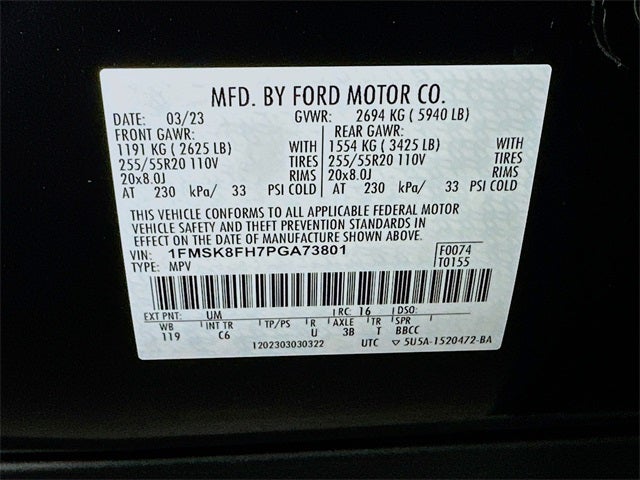 MFD. BY FORD MOTOR CO.
DATE: 03/23 GVWR: 2694 KG ( 5940 LB)
FRONT GAWR: REAR GAWR:
1191 KG ( 2625 LB) WITH 1554 KG ( 3425 LB) WITH
255/55R20 110V TIRES 255/55R20 110V TIRES
20x8.0J RIMS 20x8.0J RIMS
AT 230 kPa/ 33 PSI COLD AT 230 kPa/ 33 PSI COLD
THIS VEHICLE CONFORMS TO ALL APPLICABLE FEDERAL MOTOR
VEHICLE SAFETY AND THEFT PREVENTION STANDARDS IN
EFFECT ON THE DATE OF MANUFACTURE SHOWN ABOVE.
VIN: 1FMSK8FH7PGA73801 F0074
TYPE: MPV T0155
EXT PNT: UM RC: 16 DSO:
WB INT TR TP/PS R AXLE TR SPR
119 C6 U 3B T BBCC
1202303030322 UTC ▽ 5U5A-1520472-BA